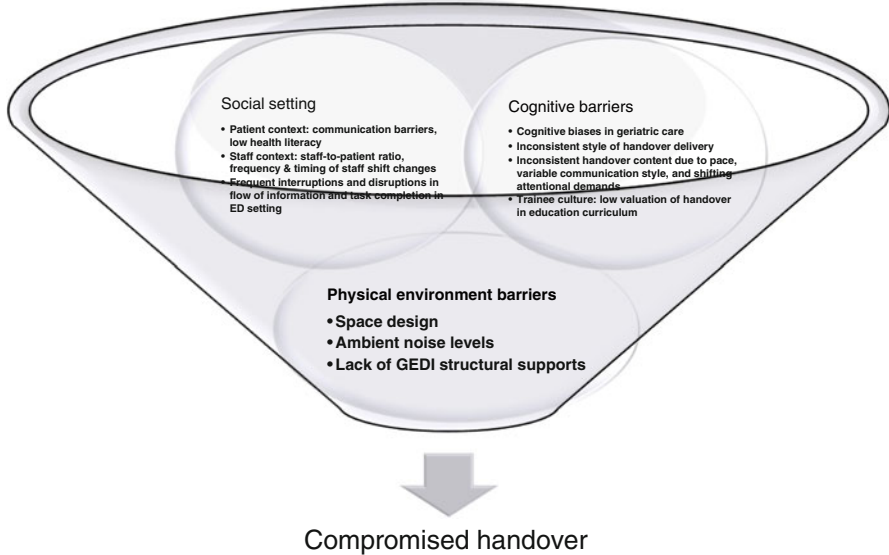 Social setting
• Patient context: communication barriers,
low health literacy
• Staff context: staff-to-patient ratio,
frequency & timing of staff shift changes
• Frequent interruptions and disruptions in
flow of information and task completion in
ED setting
Cognitive barriers
• Cognitive biases in geriatric care
• Inconsistent style of handover delivery
• Inconsistent handover content due to pace,
variable communication style, and shifting
attentional demands
• Trainee culture: low valuation of handover
in education curriculum
Physical environment barriers
• Space design
• Ambient noise levels
• Lack of GEDI structural supports
Compromised handover